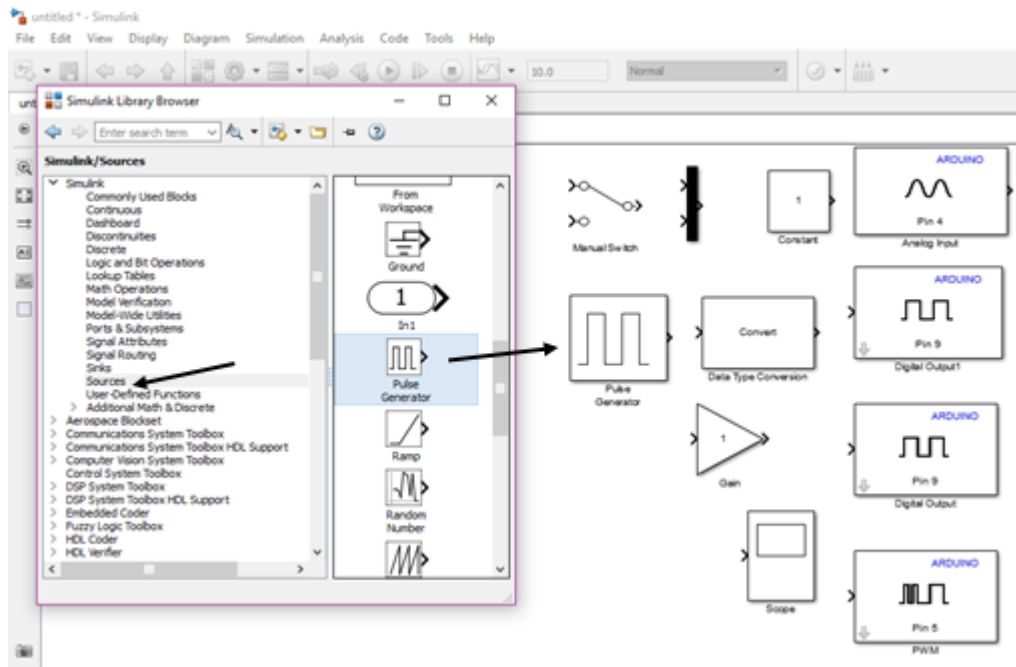 untitled * - Simulink
File Edit View Display Diagram Simulation Analysis Code Tools Help
10.0 Normal
Simulink Library Browser
Enter search term
Simulink/Sources
Simulink
Commonly Used Blocks
Continuous
Dashboard
Discontinuities
Discrete
Logic and Bit Operations
Lookup Tables
Math Operations
Model Verification
Model-Wide Utilities
Ports & Subsystems
Signal Attributes
Signal Routing
Sinks
Sources
User-Defined Functions
Additional Math & Discrete
Aerospace Blockset
Communications System Toolbox
Communications System Toolbox HDL Support
Computer Vision System Toolbox
Control System Toolbox
DSP System Toolbox
DSP System Toolbox HDL Support
Embedded Coder
Fuzzy Logic Toolbox
HDL Coder
HDL Verifier
From
Workspace
Ground
1
In1
Pulse
Generator
Ramp
Random
Number
Manual Switch
1
Constant
ARDUINO
Pin 4
Analog Input
Pulse
Generator
Convert
Data Type Conversion
ARDUINO
Pin 9
Digital Output1
1
Gain
ARDUINO
Pin 9
Digital Output
Scope
ARDUINO
Pin 5
PWM